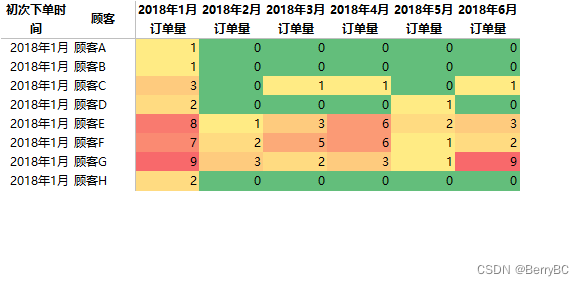 初次下单时间 顾客 2018年1月订单量 2018年2月订单量 2018年3月订单量 2018年4月订单量 2018年5月订单量 2018年6月订单量
2018年1月 顾客A 1 0 0 0 0 0
2018年1月 顾客B 1 0 0 0 0 0
2018年1月 顾客C 3 0 1 1 0 1
2018年1月 顾客D 2 0 0 0 1 0
2018年1月 顾客E 8 1 3 6 2 3
2018年1月 顾客F 7 2 5 6 1 2
2018年1月 顾客G 9 3 2 3 1 9
2018年1月 顾客H 2 0 0 0 0 0
CSDN @BerryBC